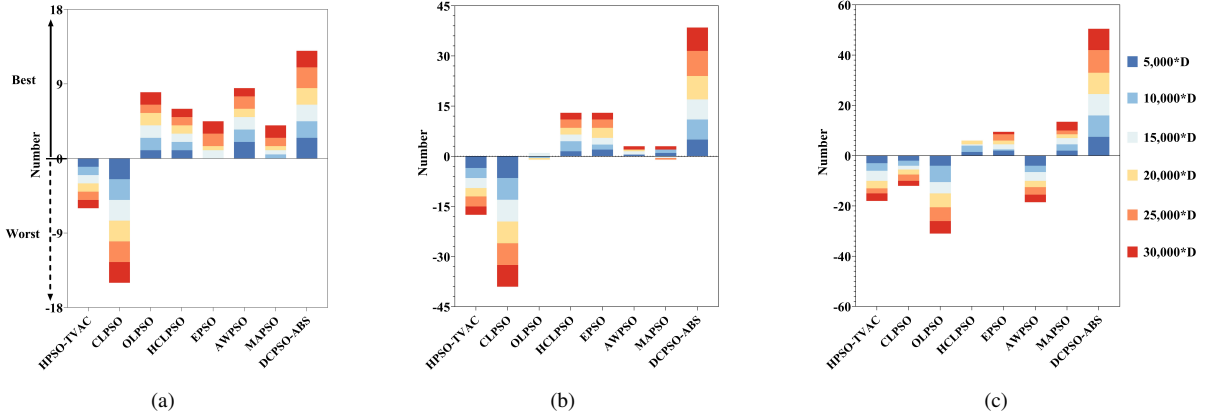 18
9
0
-9
-18
Best
Worst
Number
HPSO-TVAC
CLPSO
OLPSO
HCLPSO
EPSO
AWPSO
MAPSO
DCPSO-ABS
(a)
45
30
15
0
-15
-30
-45
Number
HPSO-TVAC
CLPSO
OLPSO
HCLPSO
EPSO
AWPSO
MAPSO
DCPSO-ABS
(b)
60
40
20
0
-20
-40
-60
Number
HPSO-TVAC
CLPSO
OLPSO
HCLPSO
EPSO
AWPSO
MAPSO
DCPSO-ABS
(c)
5,000*D
10,000*D
15,000*D
20,000*D
25,000*D
30,000*D